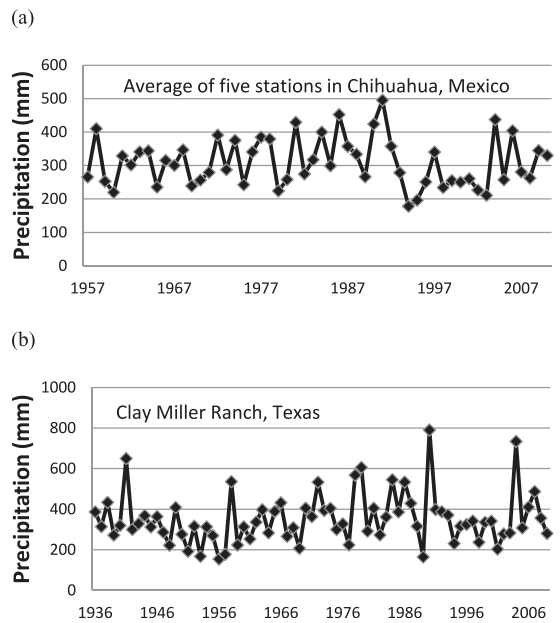 (a)
600
Average of five stations in Chihuahua, Mexico
500
400
300
200
100
0
Precipitation (mm)
1957 1967 1977 1987 1997 2007
(b)
1000
Clay Miller Ranch, Texas
800
600
400
200
0
Precipitation (mm)
1936 1946 1956 1966 1976 1986 1996 2006